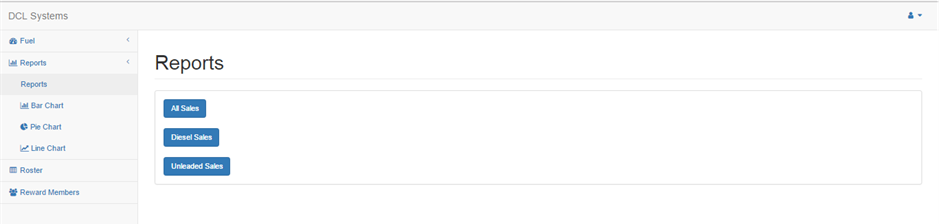 DCL Systems
Fuel
Reports
Reports
Bar Chart
Pie Chart
Line Chart
Roster
Reward Members
Reports
All Sales
Diesel Sales
Unleaded Sales